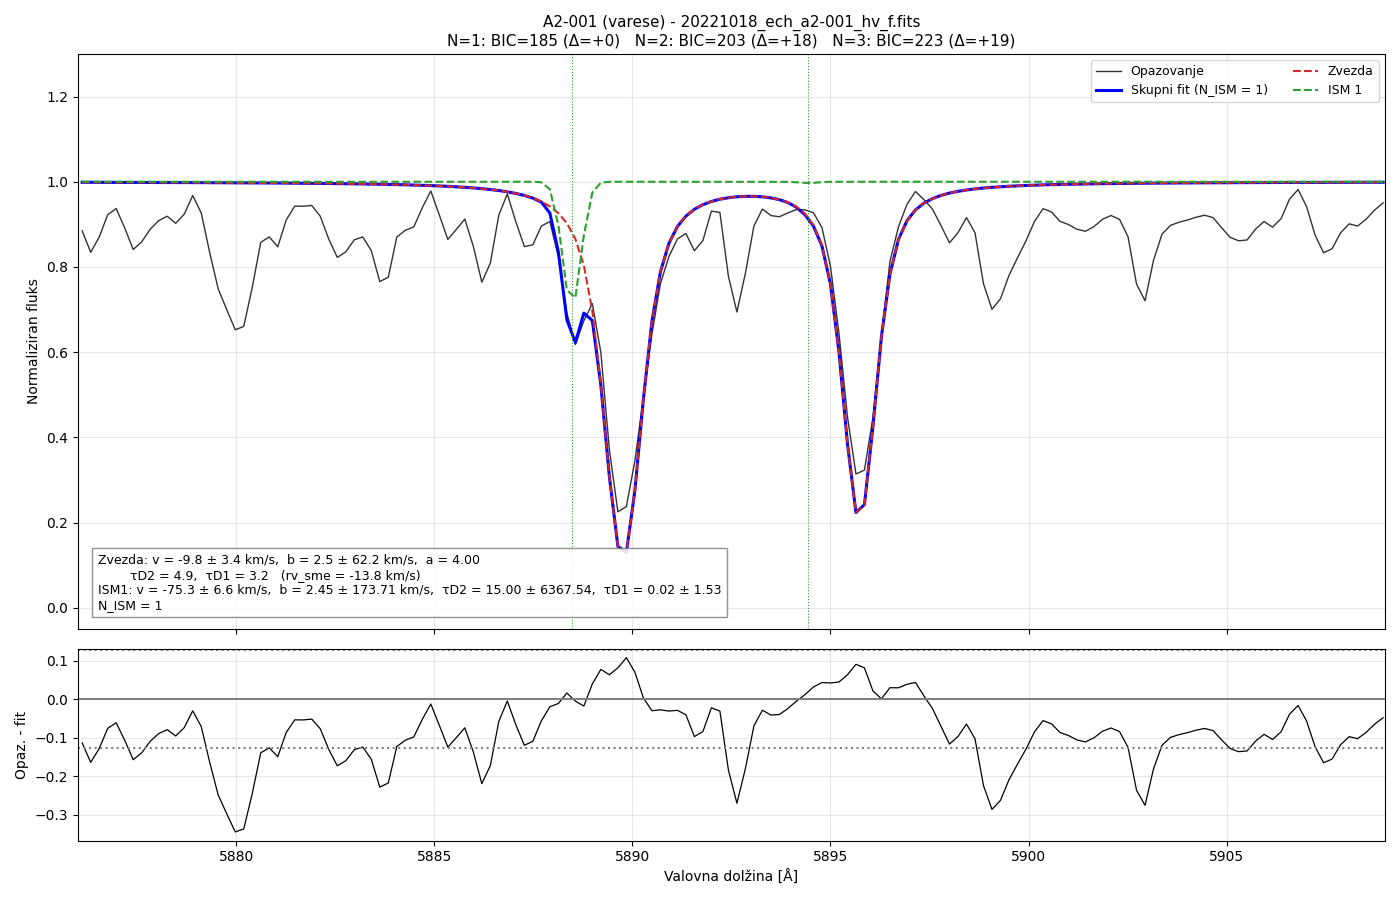 A2-001 (varese) - 20221018_ech_a2-001_hv_f.fits
N=1: BIC=185 (Δ=+0)   N=2: BIC=203 (Δ=+18)   N=3: BIC=223 (Δ=+19)
Opazovanje
Skupni fit (N_ISM = 1)
Zvezda
ISM 1
1.2
1.0
0.8
0.6
0.4
0.2
0.0
Normaliziran fluks
Zvezda: v = -9.8 ± 3.4 km/s,  b = 2.5 ± 62.2 km/s,  a = 4.00
τD2 = 4.9,  τD1 = 3.2   (rv_sme = -13.8 km/s)
ISM1: v = -75.3 ± 6.6 km/s,  b = 2.45 ± 173.71 km/s,  τD2 = 15.00 ± 6367.54,  τD1 = 0.02 ± 1.53
N_ISM = 1
0.1
0.0
−0.1
−0.2
−0.3
Opaz. - fit
5880
5885
5890
5895
5900
5905
Valovna dolžina [Å]